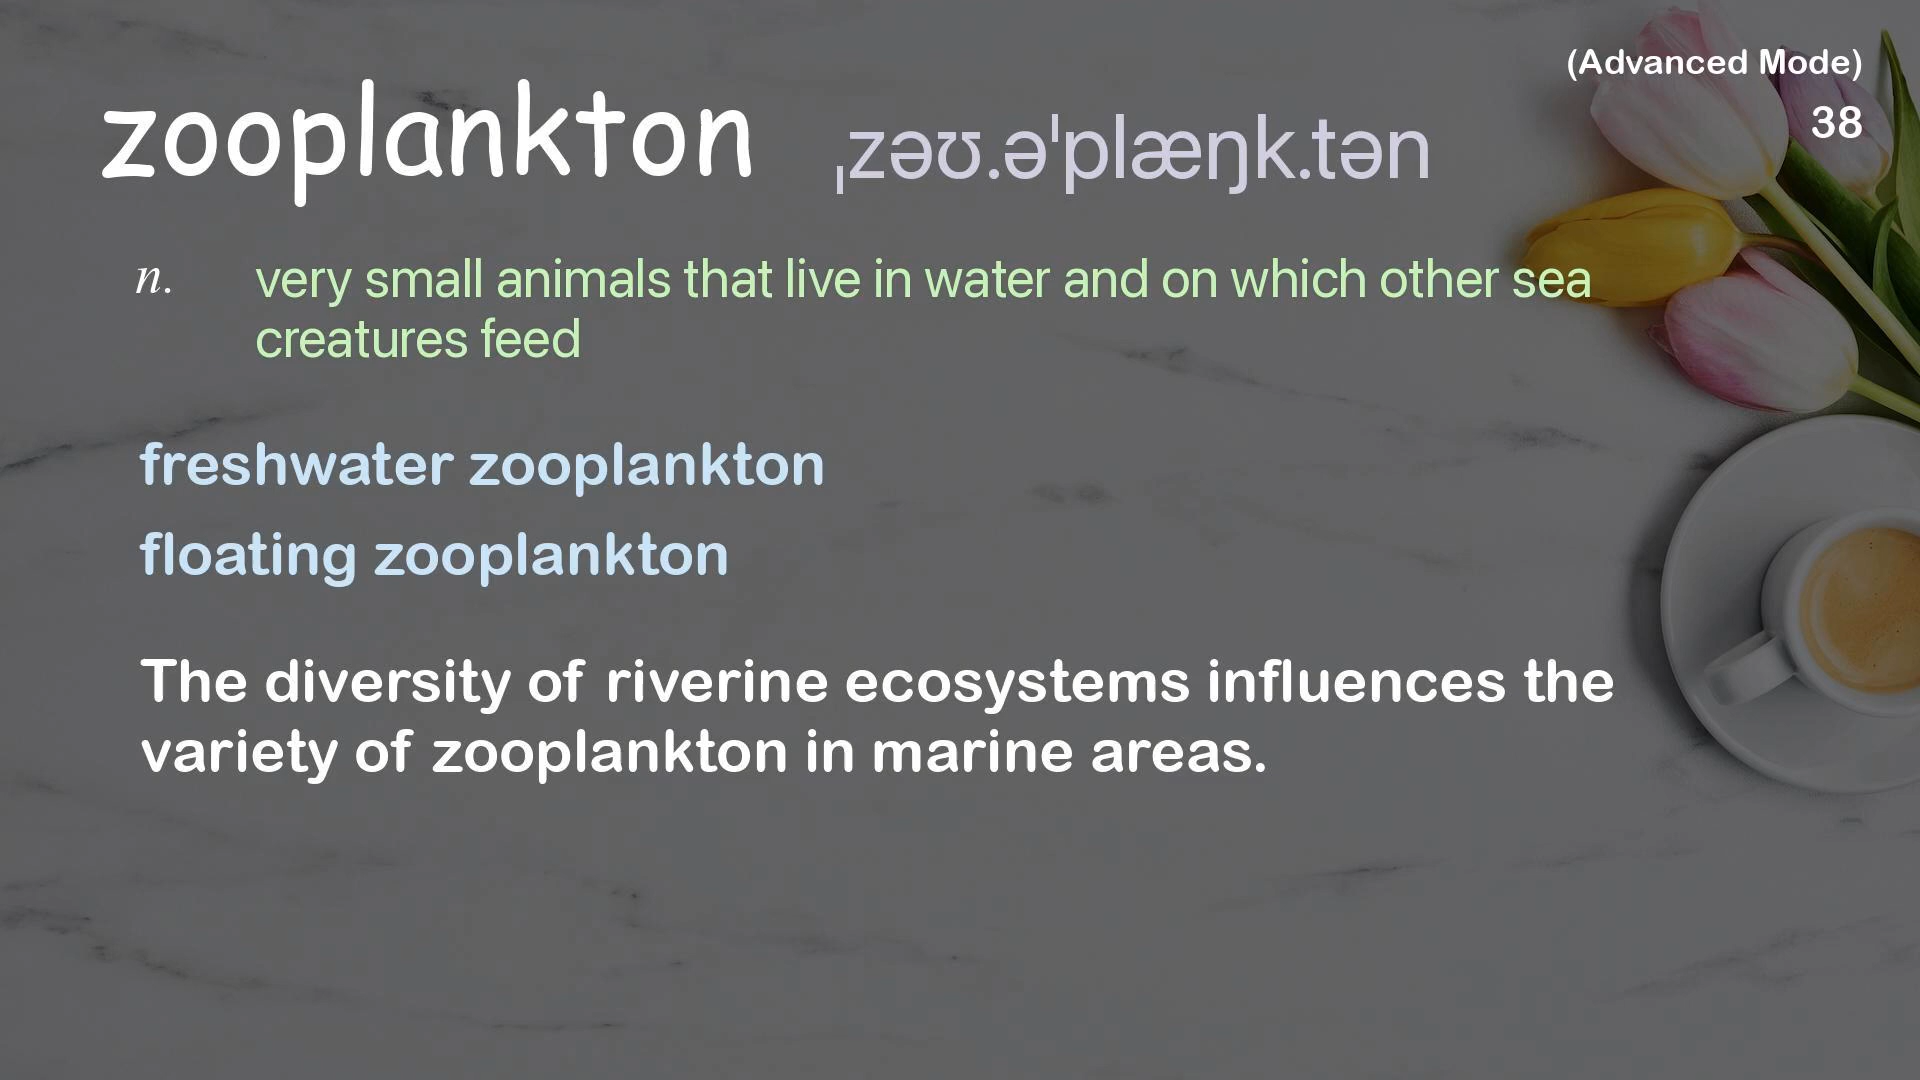 (Advanced Mode)
zooplankton ˌzəʊ.əˈplæŋk.tən
38
n. very small animals that live in water and on which other sea
creatures feed
freshwater zooplankton
floating zooplankton
The diversity of riverine ecosystems influences the
variety of zooplankton in marine areas.